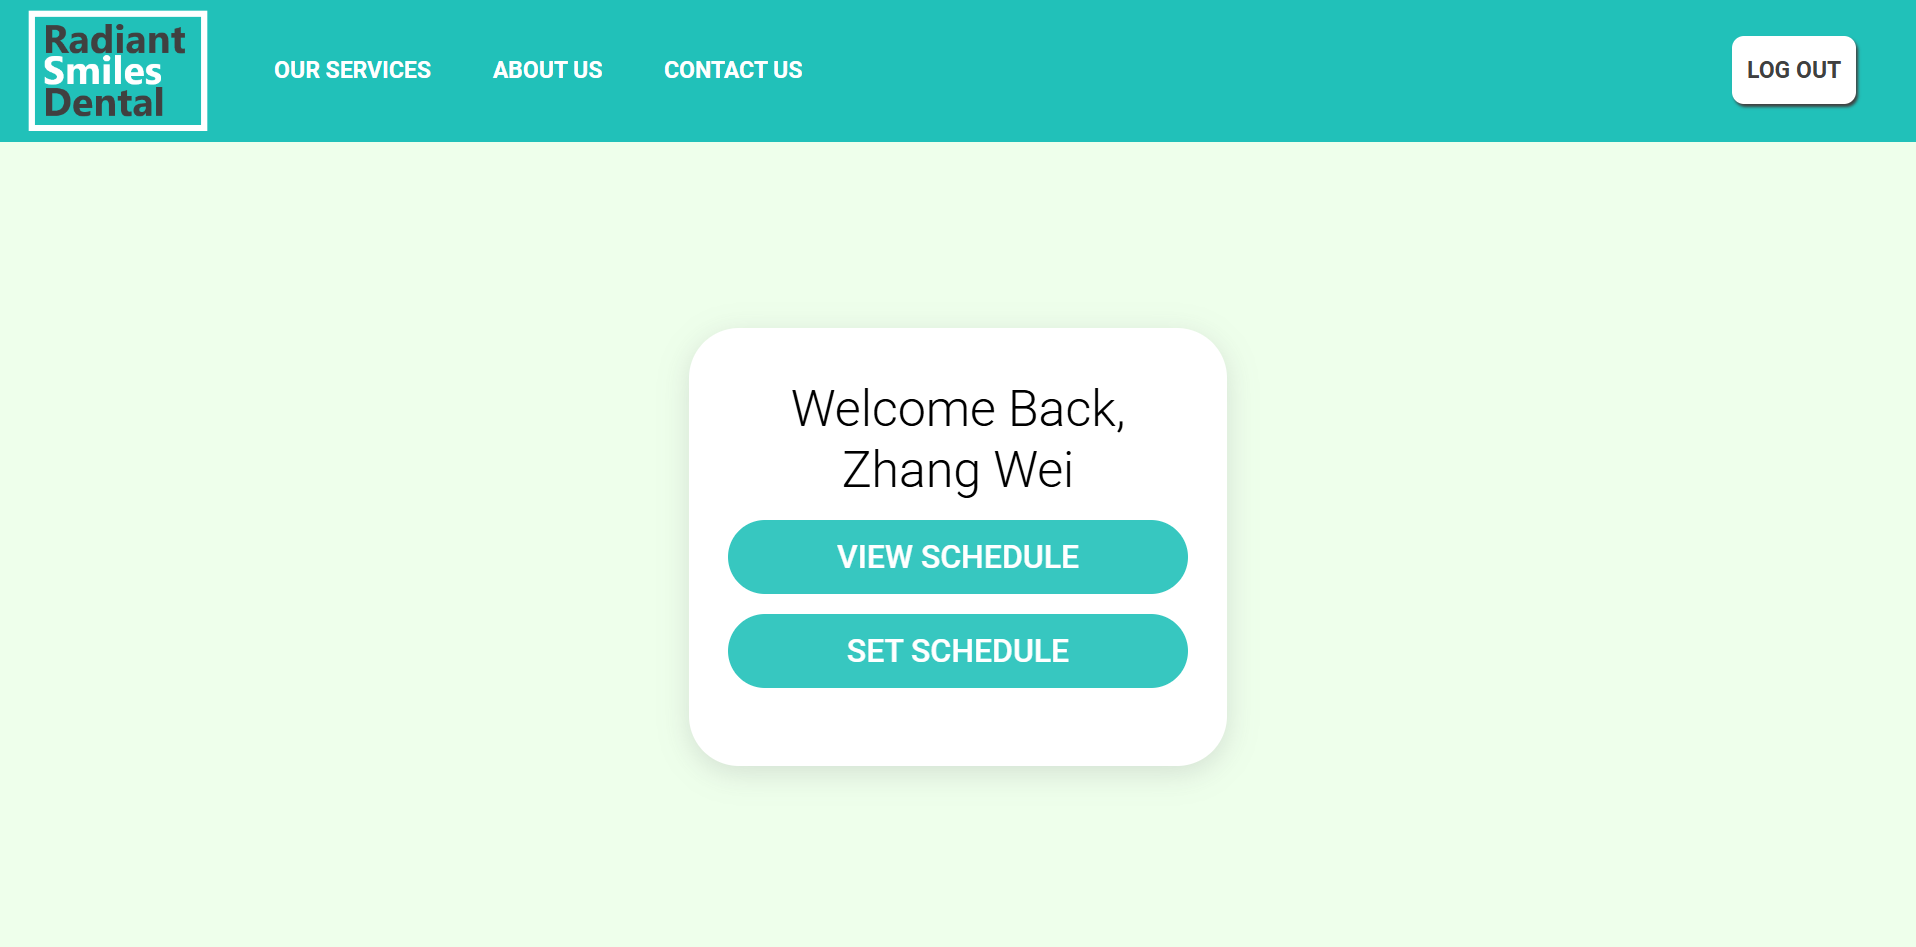 Radiant
Smiles
Dental
OUR SERVICES
ABOUT US
CONTACT US
LOG OUT
Welcome Back,
Zhang Wei
VIEW SCHEDULE
SET SCHEDULE